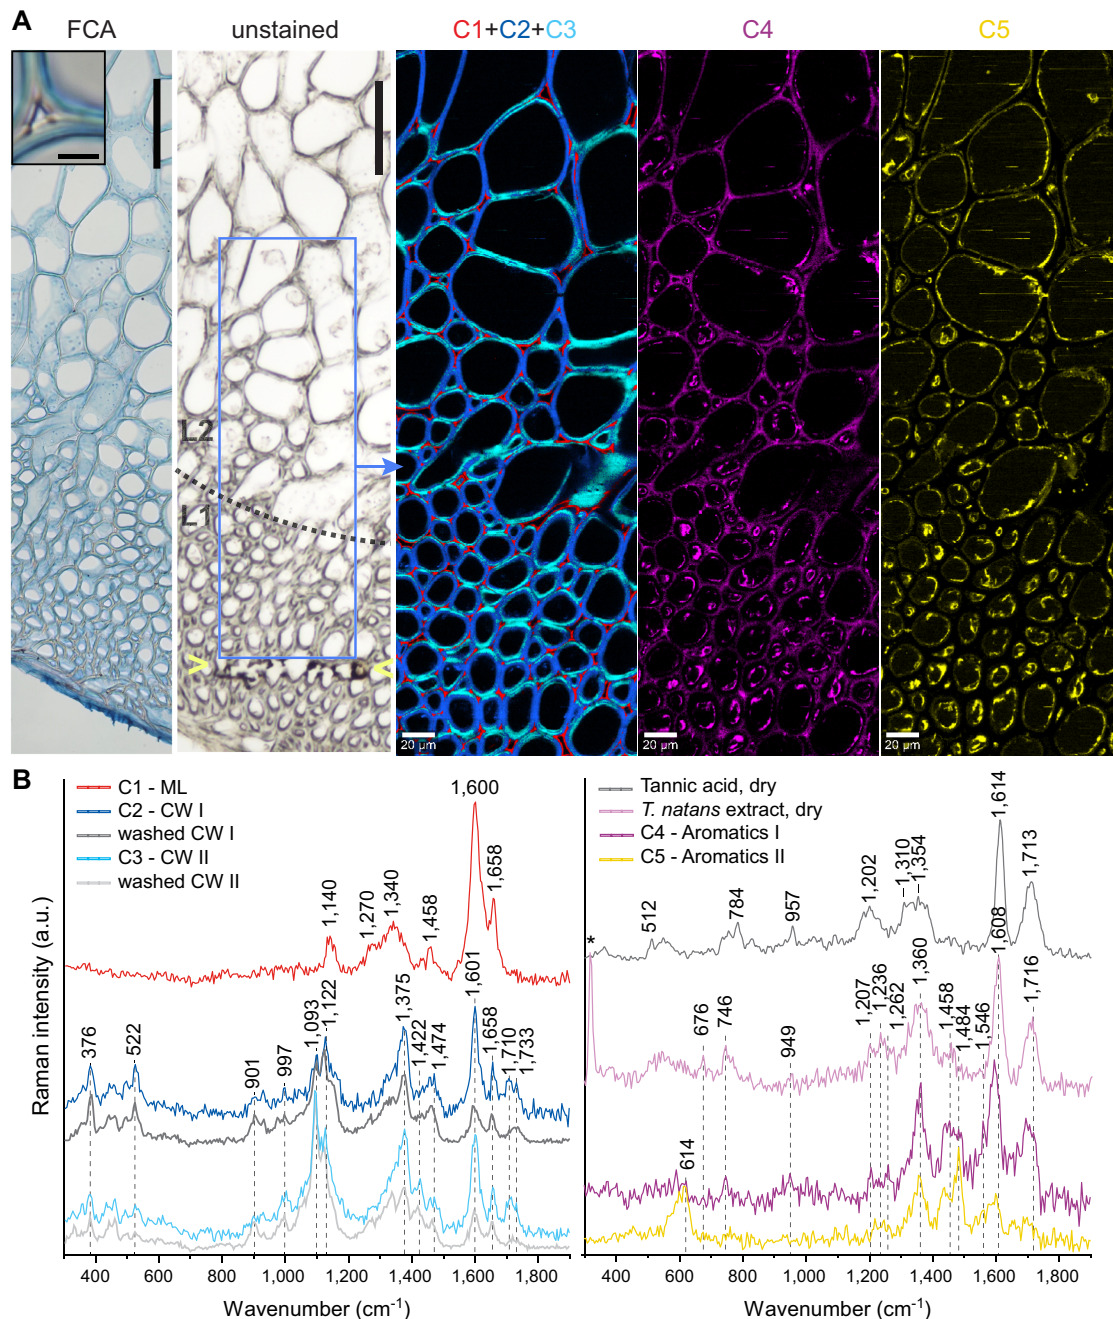 A
FCA
unstained
C1+C2+C3
C4
C5
L2
L1
> <
20 µm
20 µm
20 µm
B
C1 - ML
C2 - CW I
washed CW I
C3 - CW II
washed CW II
1,600
1,658
1,140
1,270
1,340
1,458
376
522
901
997
1,093
1,122
1,375
1,422
1,474
1,601
1,658
1,710
1,733
Raman intensity (a.u.)
400 600 800 1,000 1,200 1,400 1,600 1,800
Wavenumber (cm-1)
Tannic acid, dry
T. natans extract, dry
C4 - Aromatics I
C5 - Aromatics II
512
784
957
1,202
1,310
1,354
1,614
1,713
*
676
746
949
1,207
1,236
1,262
1,360
1,458
1,484
1,546
1,608
1,716
614
400 600 800 1,000 1,200 1,400 1,600 1,800
Wavenumber (cm-1)